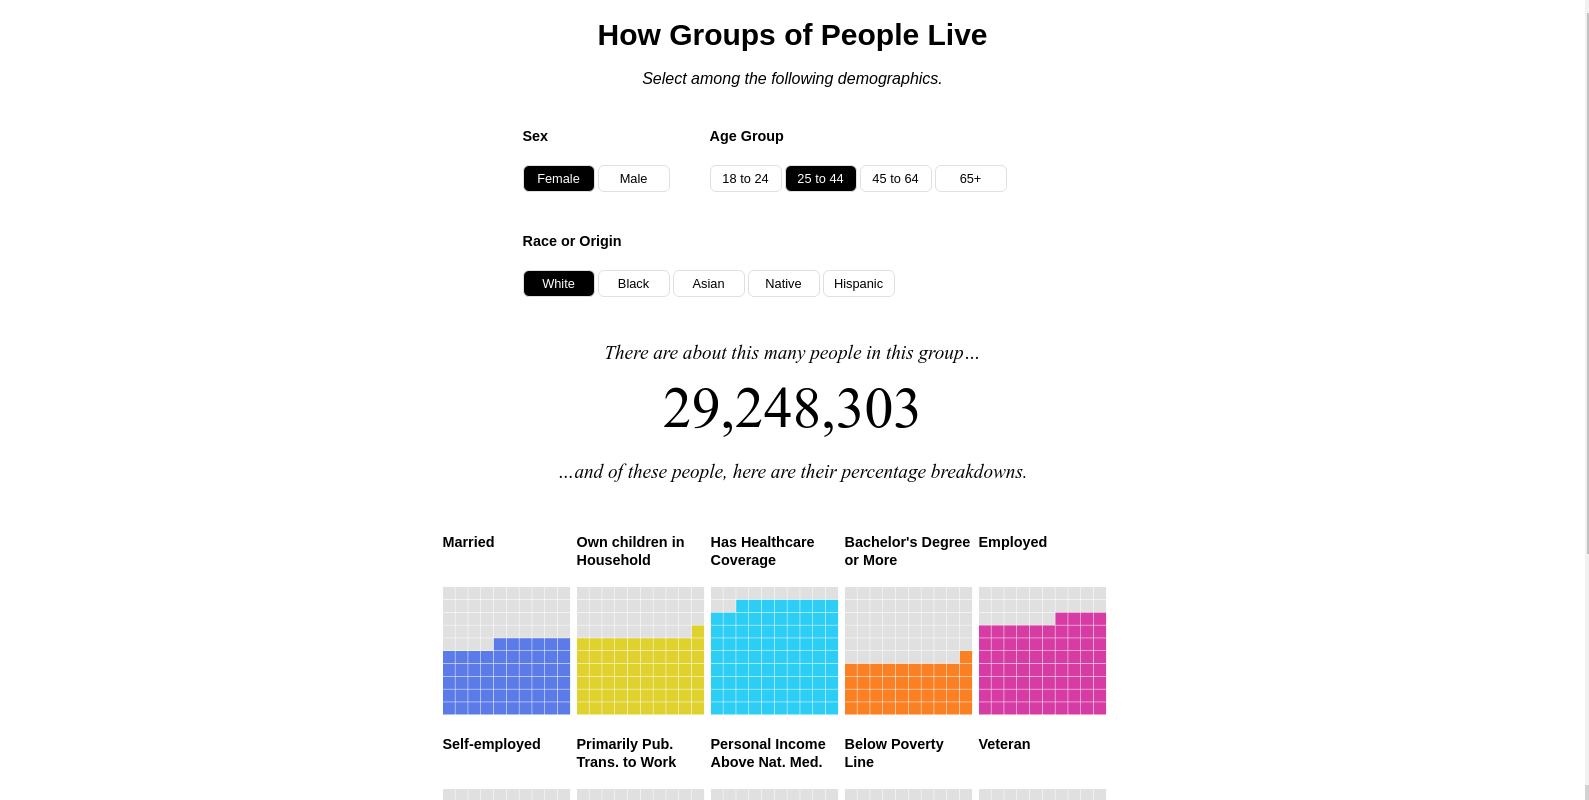 How Groups of People Live
Select among the following demographics.
Sex
Age Group
Female
Male
18 to 24
25 to 44
45 to 64
65+
Race or Origin
White
Black
Asian
Native
Hispanic
There are about this many people in this group…
29,248,303
…and of these people, here are their percentage breakdowns.
Married
Own children in
Household
Has Healthcare
Coverage
Bachelor's Degree
or More
Employed
Self-employed
Primarily Pub.
Trans. to Work
Personal Income
Above Nat. Med.
Below Poverty
Line
Veteran